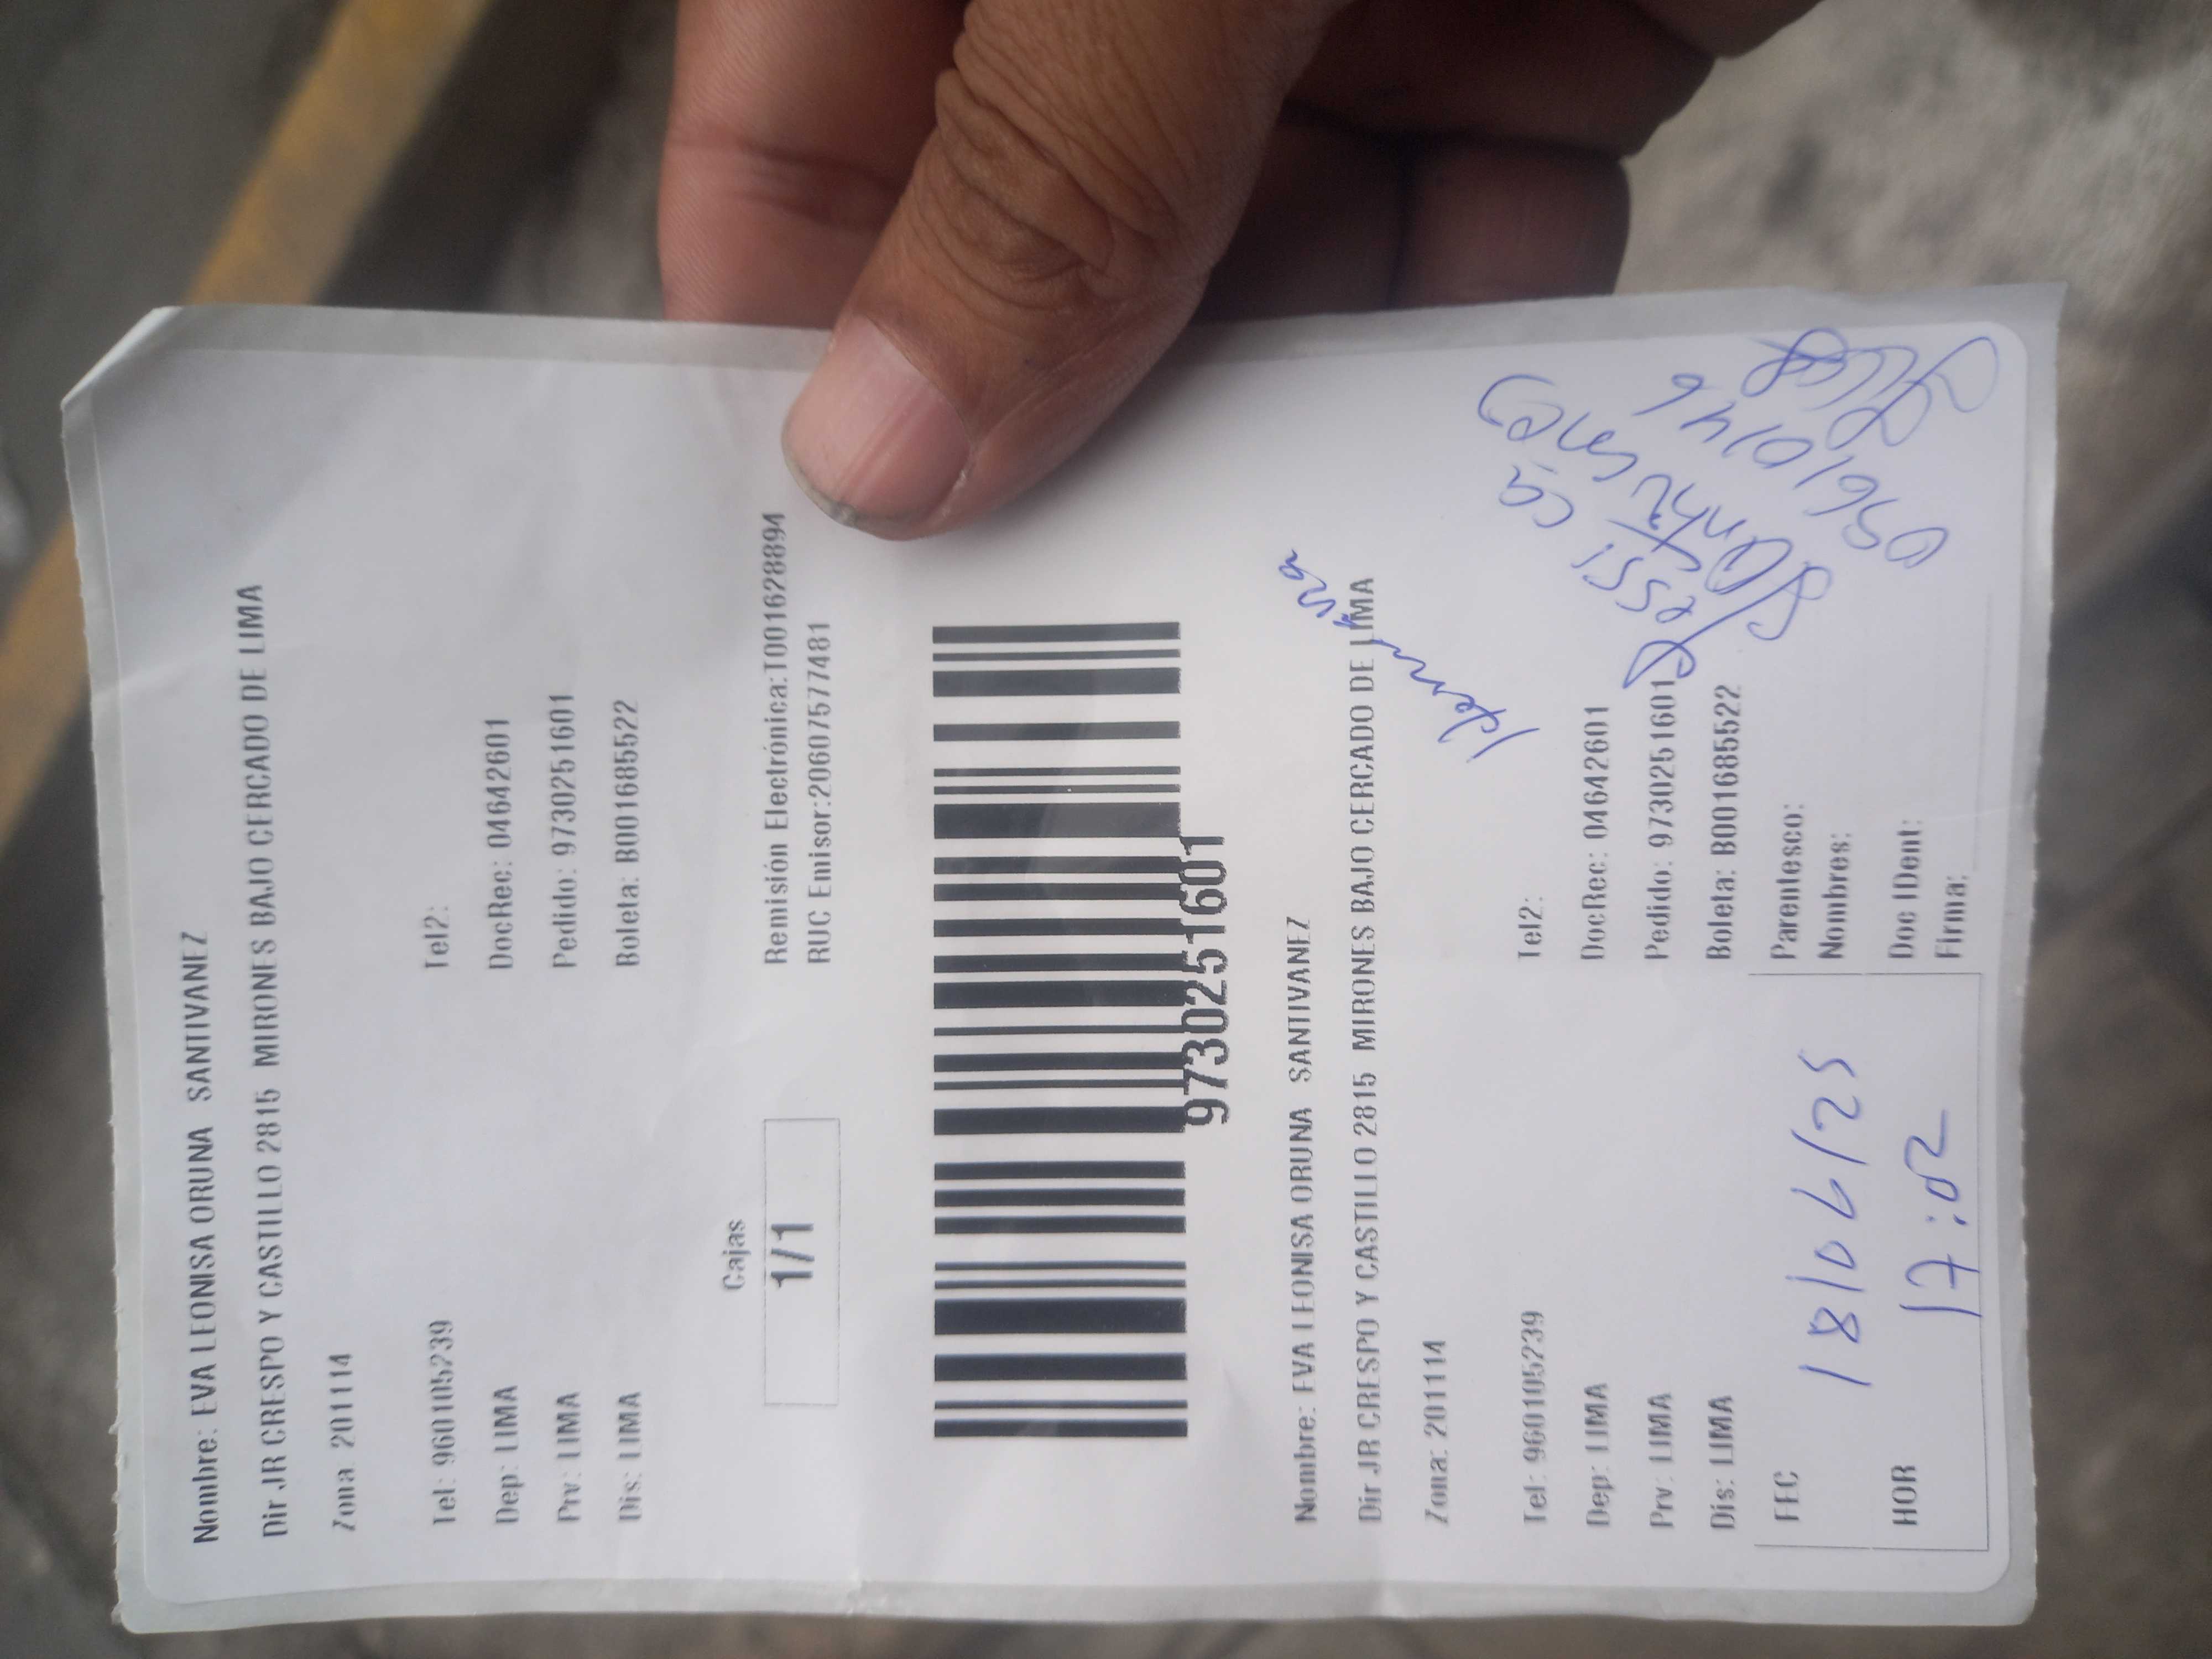 Nombre: EVA LEONISA ORUNA SANTIVANEZ
Dir JR CRESPO Y CASTILLO 2815 MIRONES BAJO CERCADO DE LIMA
Zona 201114
Tel: 960105239 Tel2:
Dep: LIMA DocRec: 04642601
Prv: LIMA Pedido: 9730251601
Dis: LIMA Boleta: B001685522
Cajas
1/1
Remisión Electrónica:T001628894
RUC Emisor:20607577481
9730251601
Nombre: EVA LEONISA ORUNA SANTIVANEZ
Dir JR CRESPO Y CASTILLO 2815 MIRONES BAJO CERCADO DE LIMA
Zona: 201114
Tel: 960105239 Tel2:
Dep: LIMA DocRec: 04642601
Prv: LIMA Pedido: 9730251601
Dis: LIMA Boleta: B001685522
FEC 18/06/25
HOR 17:02
Parentesco:
Nombres:
Doc IDent:
Firma:
Jessica